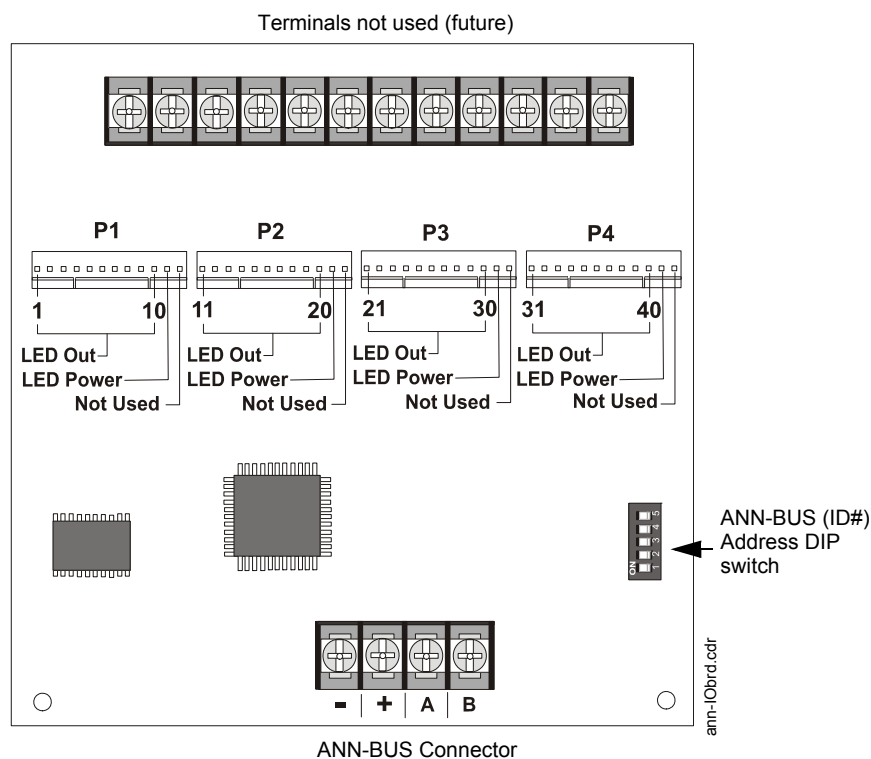 Terminals not used (future)
P1 P2 P3 P4
1 10 11 20 21 30 31 40
LED Out LED Out LED Out LED Out
LED Power LED Power LED Power LED Power
Not Used Not Used Not Used Not Used
ON 1 2 3 4 5
ANN-BUS (ID#)
Address DIP
switch
- + A B
ANN-BUS Connector
ann-IObrd.cdr